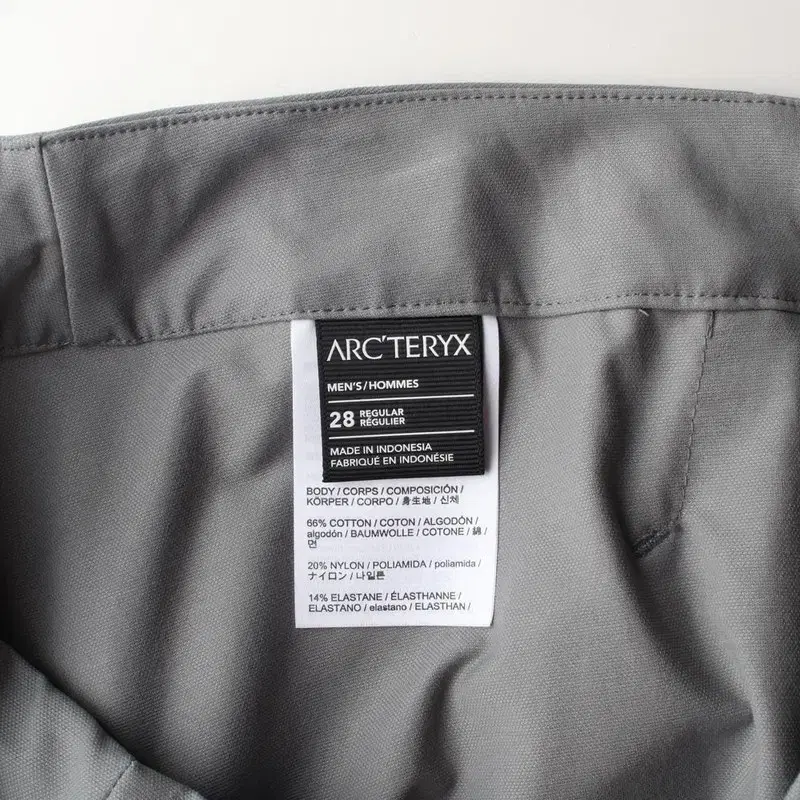 ARC'TERYX
MEN'S/HOMMES
28 REGULAR
RÉGULIER
MADE IN INDONESIA
FABRIQUÉ EN INDONÉSIE
BODY / CORPS / COMPOSICIÓN /
KÖRPER / CORPO / 身生地 / 신체
66% COTTON / COTON / ALGODÓN /
algodón / BAUMWOLLE / COTONE / 綿 /
면
20% NYLON / POLIAMIDA / poliamida /
ナイロン / 나일론
14% ELASTANE / ÉLASTHANNE /
ELASTANO / elastano / ELASTHAN /